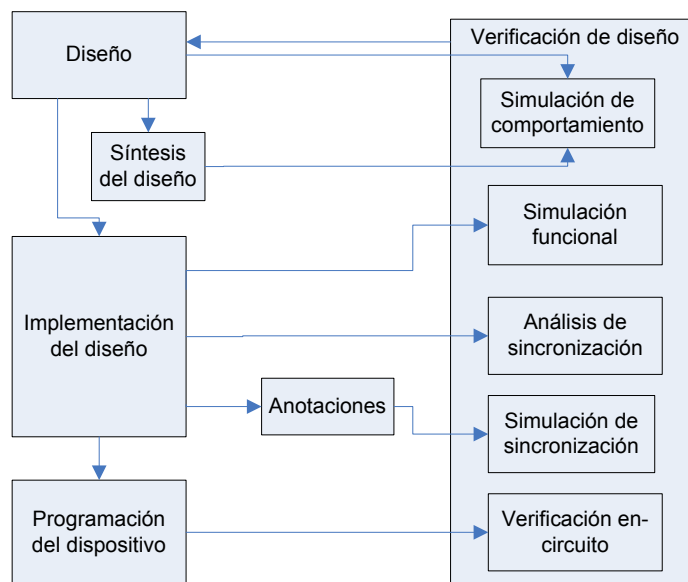 Diseño
Verificación de diseño
Simulación de
comportamiento
Síntesis
del diseño
Simulación
funcional
Implementación
del diseño
Análisis de
sincronización
Anotaciones
Simulación de
sincronización
Programación
del dispositivo
Verificación en-
circuito